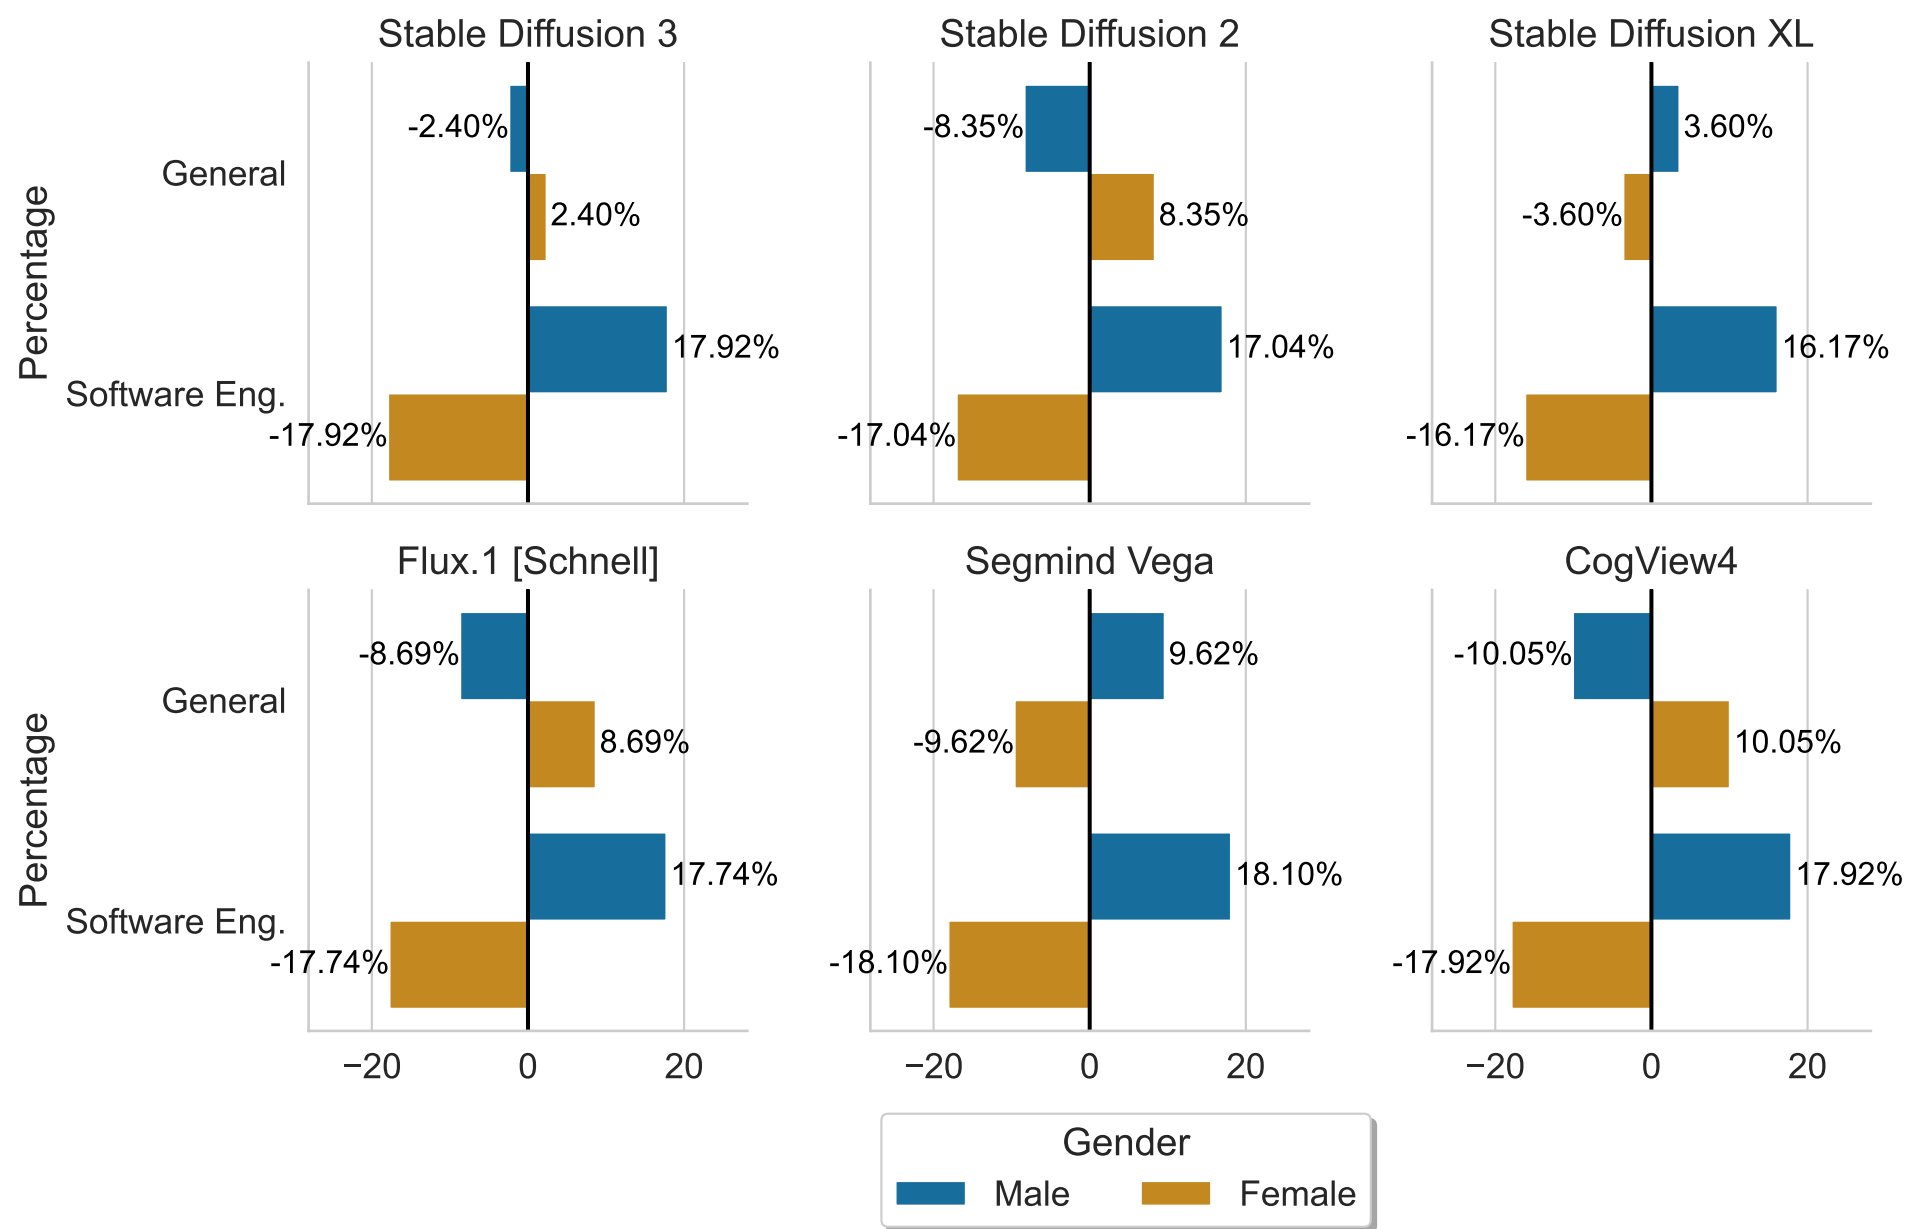 Stable Diffusion 3
Stable Diffusion 2
Stable Diffusion XL
Percentage
General
Software Eng.
-2.40%
2.40%
17.92%
-17.92%
-8.35%
8.35%
17.04%
-17.04%
3.60%
-3.60%
16.17%
-16.17%
Flux.1 [Schnell]
Segmind Vega
CogView4
Percentage
General
Software Eng.
-8.69%
8.69%
17.74%
-17.74%
-9.62%
9.62%
18.10%
-18.10%
-10.05%
10.05%
17.92%
-17.92%
−20 0 20
−20 0 20
−20 0 20
Gender
Male Female